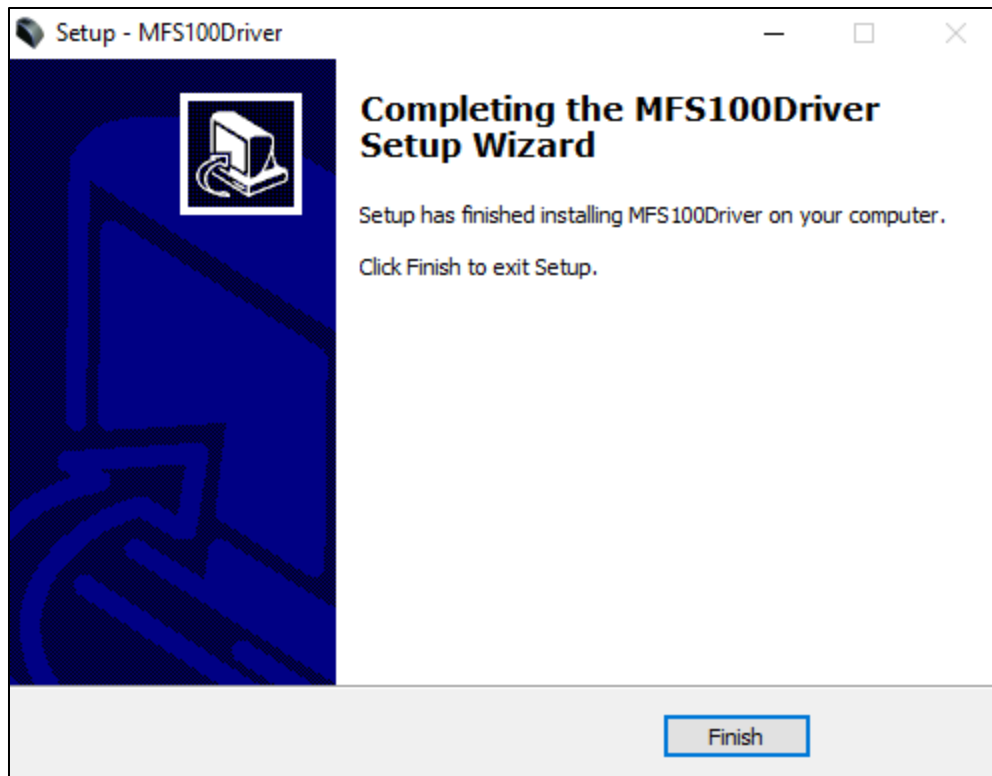 Setup - MFS100Driver
Completing the MFS100Driver
Setup Wizard
Setup has finished installing MFS100Driver on your computer.
Click Finish to exit Setup.
Finish